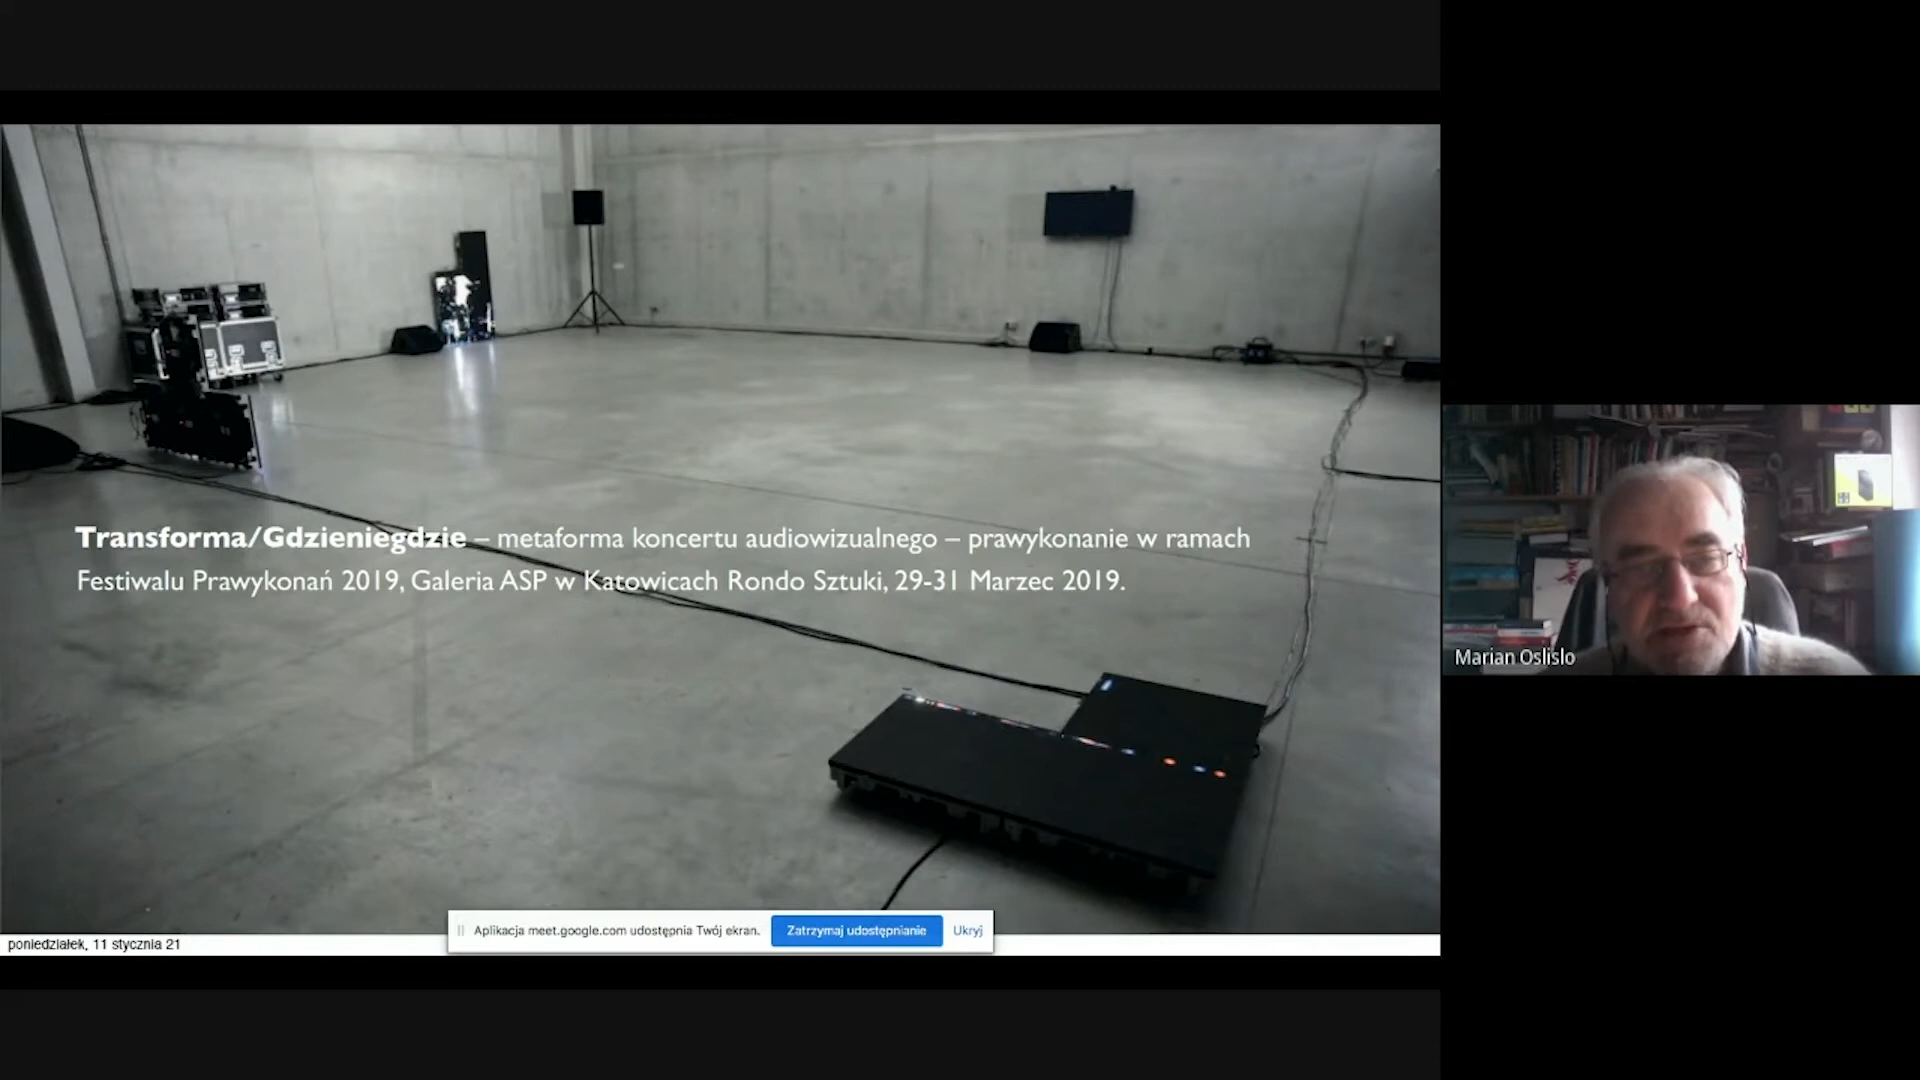 Transforma/Gdzieniegdzie – metaforma koncertu audiowizualnego – prawykonanie w ramach
Festiwalu Prawykonań 2019, Galeria ASP w Katowicach Rondo Sztuki, 29-31 Marzec 2019.
Marian Oslislo
Aplikacja meet.google.com udostępnia Twój ekran. Zatrzymaj udostępnianie Ukryj
poniedziałek, 11 stycznia 21